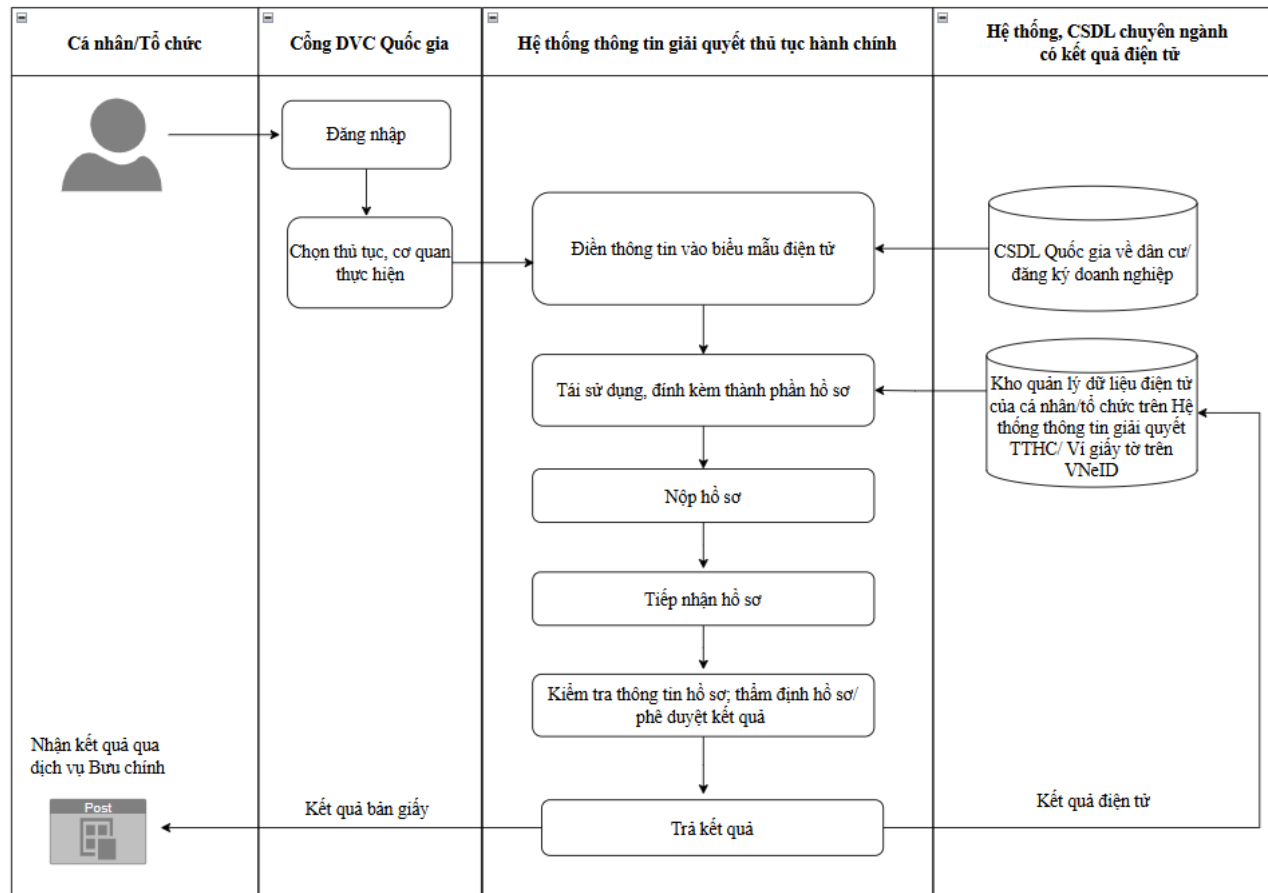 Cá nhân/Tổ chức
Cổng DVC Quốc gia
Hệ thống thông tin giải quyết thủ tục hành chính
Hệ thống, CSDL chuyên ngành
có kết quả điện tử
Đăng nhập
Chọn thủ tục, cơ quan
thực hiện
Điền thông tin vào biểu mẫu điện tử
CSDL Quốc gia về dân cư/
đăng ký doanh nghiệp
Tái sử dụng, đính kèm thành phần hồ sơ
Kho quản lý dữ liệu điện tử
của cá nhân/tổ chức trên Hệ
thống thông tin giải quyết
TTHC/ Ví giấy tờ trên
VNeID
Nộp hồ sơ
Tiếp nhận hồ sơ
Kiểm tra thông tin hồ sơ; thẩm định hồ sơ/
phê duyệt kết quả
Nhận kết quả qua
dịch vụ Bưu chính
Post
Kết quả bản giấy
Trả kết quả
Kết quả điện tử